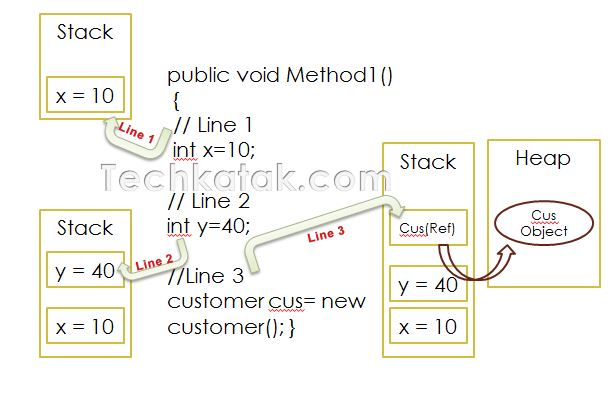 Stack
x = 10
Line 1
public void Method1()
{
// Line 1
int x=10;
Techkatak.com
// Line 2
int y=40;
//Line 3
customer cus= new
customer(); }
Stack
y = 40
x = 10
Line 2
Line 3
Stack
Cus(Ref)
y = 40
x = 10
Heap
Cus
Object